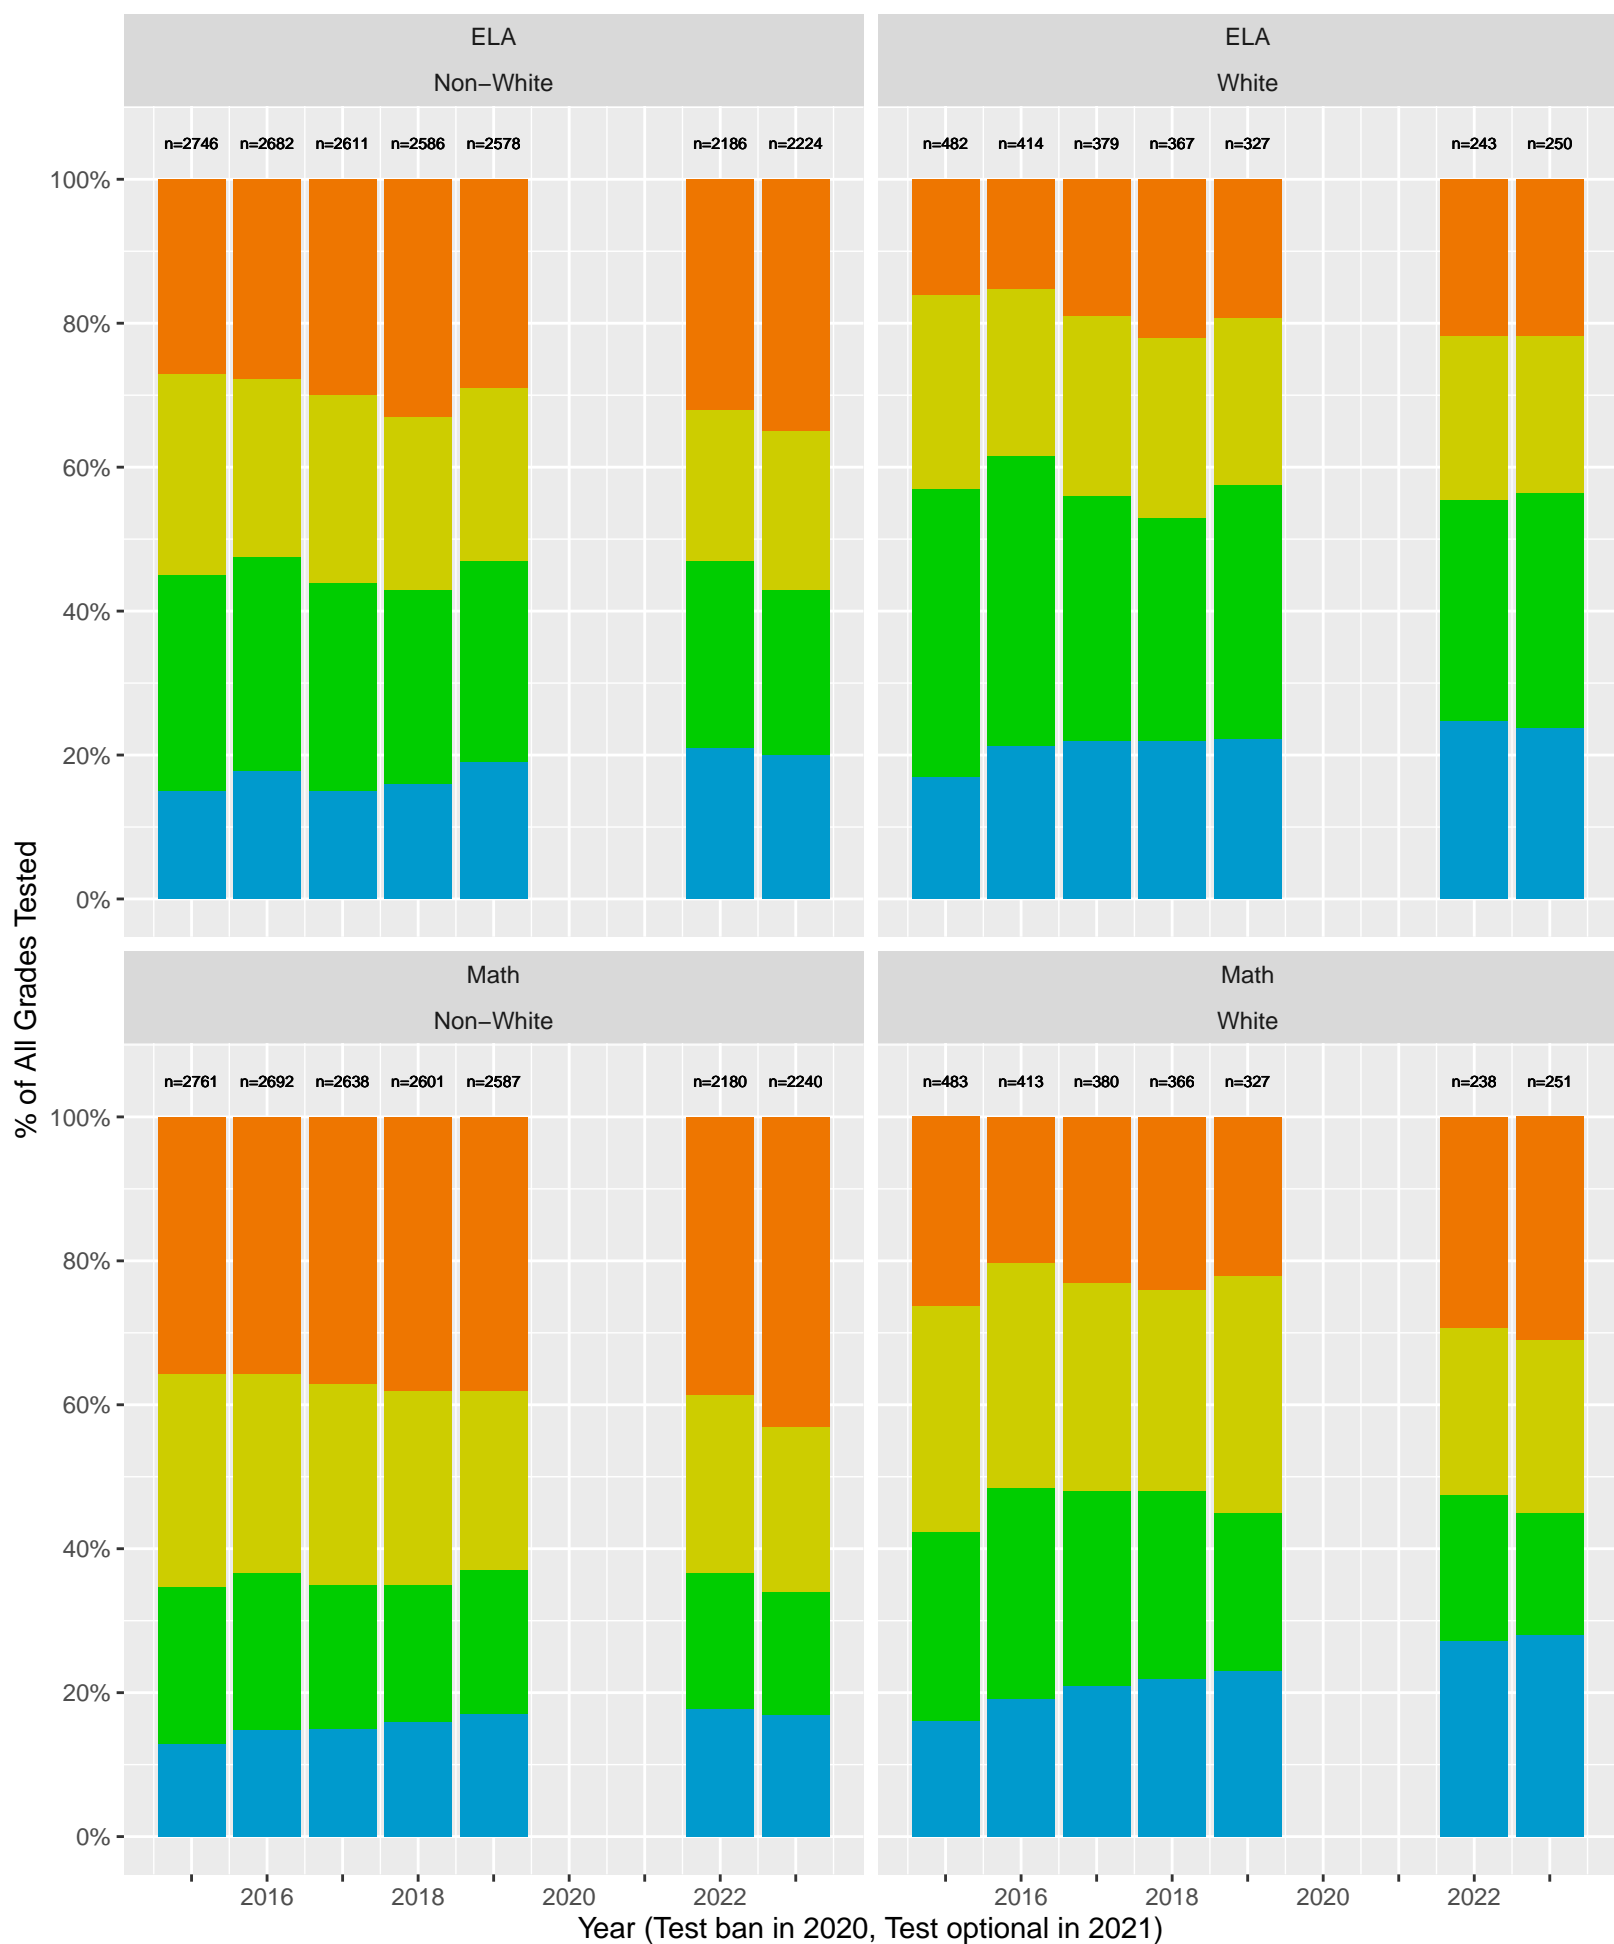 ELA
Non−White
ELA
White
n=2746 n=2682 n=2611 n=2586 n=2578 n=2186 n=2224
n=482 n=414 n=379 n=367 n=327 n=243 n=250
100%
80%
60%
40%
20%
0%
% of All Grades Tested
Math
Non−White
Math
White
n=2761 n=2692 n=2638 n=2601 n=2587 n=2180 n=2240
n=483 n=413 n=380 n=366 n=327 n=238 n=251
100%
80%
60%
40%
20%
0%
2016 2018 2020 2022
2016 2018 2020 2022
Year (Test ban in 2020, Test optional in 2021)